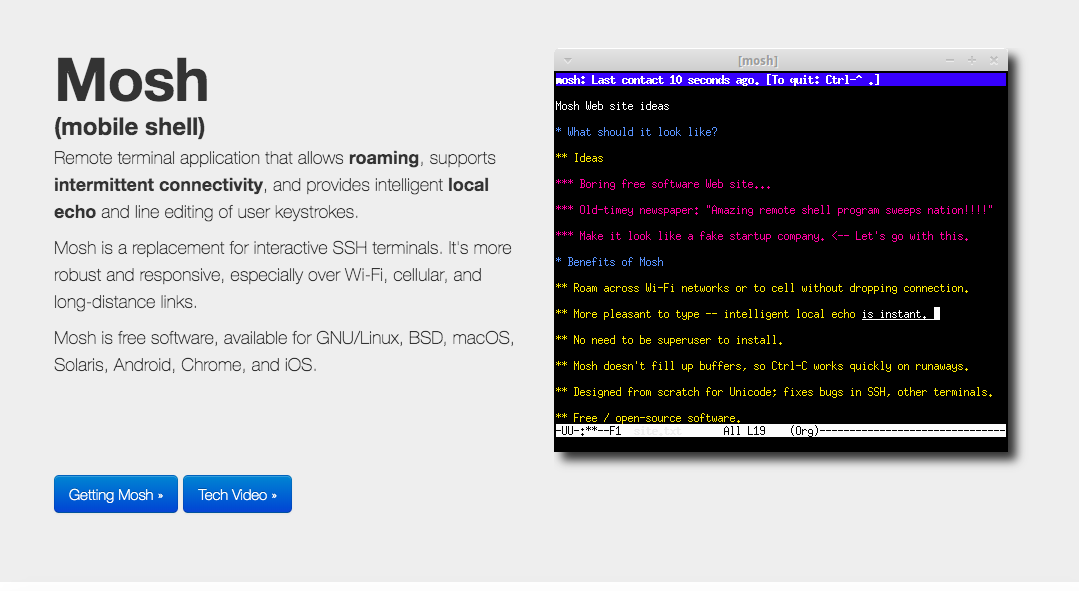 Mosh
(mobile shell)
Remote terminal application that allows roaming, supports
intermittent connectivity, and provides intelligent local
echo and line editing of user keystrokes.
Mosh is a replacement for interactive SSH terminals. It's more
robust and responsive, especially over Wi-Fi, cellular, and
long-distance links.
Mosh is free software, available for GNU/Linux, BSD, macOS,
Solaris, Android, Chrome, and iOS.
Getting Mosh »
Tech Video »
[mosh]
mosh: Last contact 10 seconds ago. [To quit: Ctrl-^ .]
Mosh Web site ideas
* What should it look like?
** Ideas
*** Boring free software Web site...
*** Old-timey newspaper: "Amazing remote shell program sweeps nation!!!!"
*** Make it look like a fake startup company. <-- Let's go with this.
* Benefits of Mosh
** Roam across Wi-Fi networks or to cell without dropping connection.
** More pleasant to type -- intelligent local echo is instant.
** No need to be superuser to install.
** Mosh doesn't fill up buffers, so Ctrl-C works quickly on runaways.
** Designed from scratch for Unicode; fixes bugs in SSH, other terminals.
** Free / open-source software.
-UU-:**--F1 All L19 (Org)-------------------------------